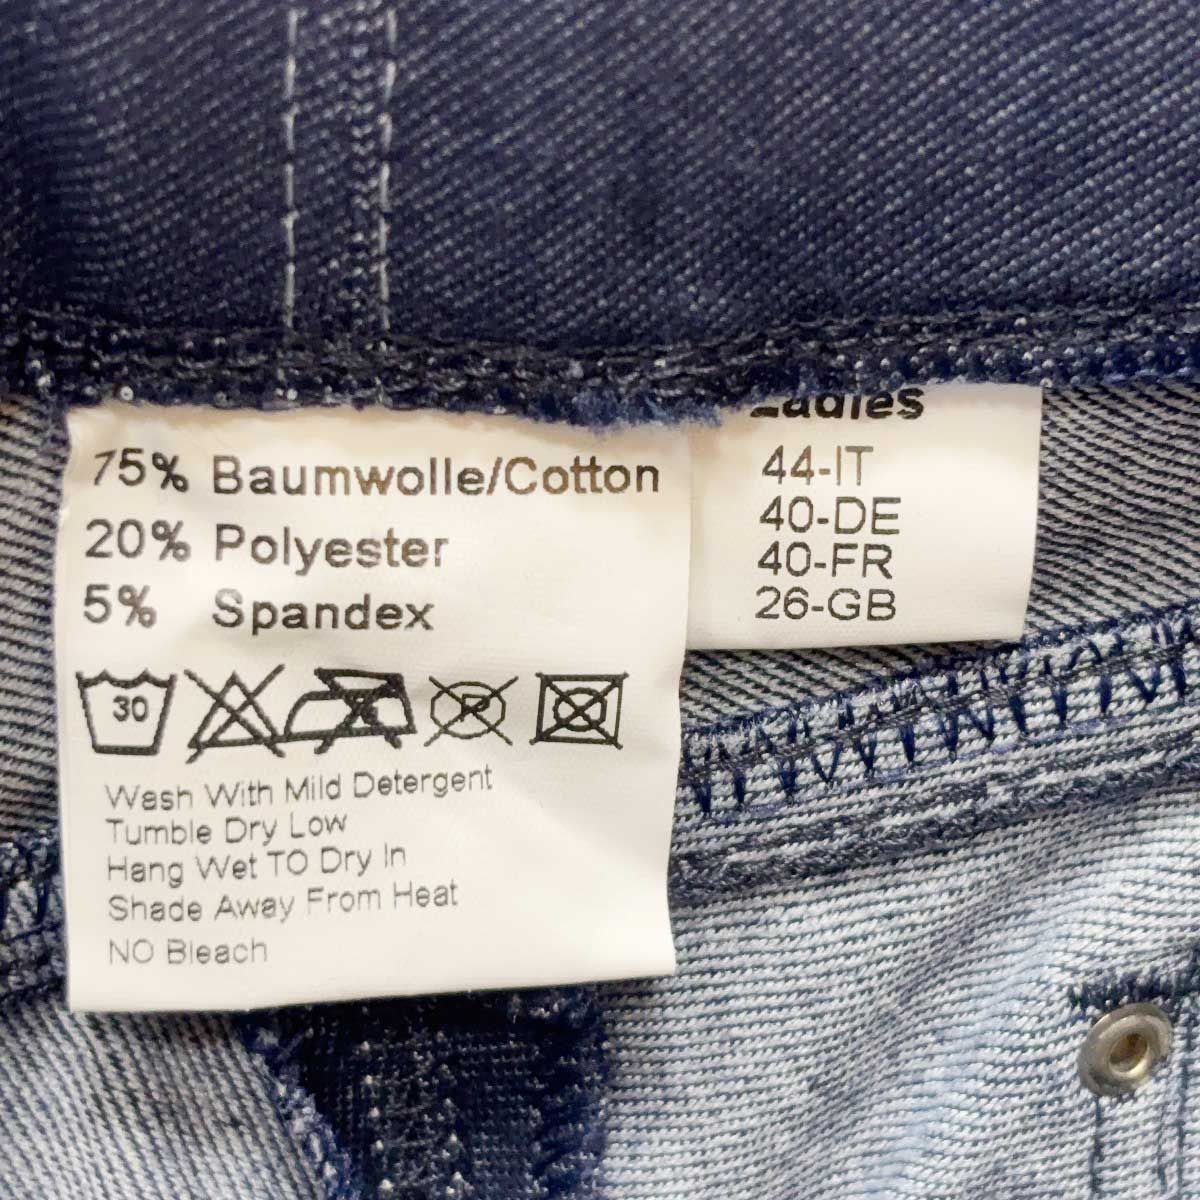 75% Baumwolle/Cotton
20% Polyester
5% Spandex
30 P
Wash With Mild Detergent
Tumble Dry Low
Hang Wet TO Dry In
Shade Away From Heat
NO Bleach
Ladies
44-IT
40-DE
40-FR
26-GB